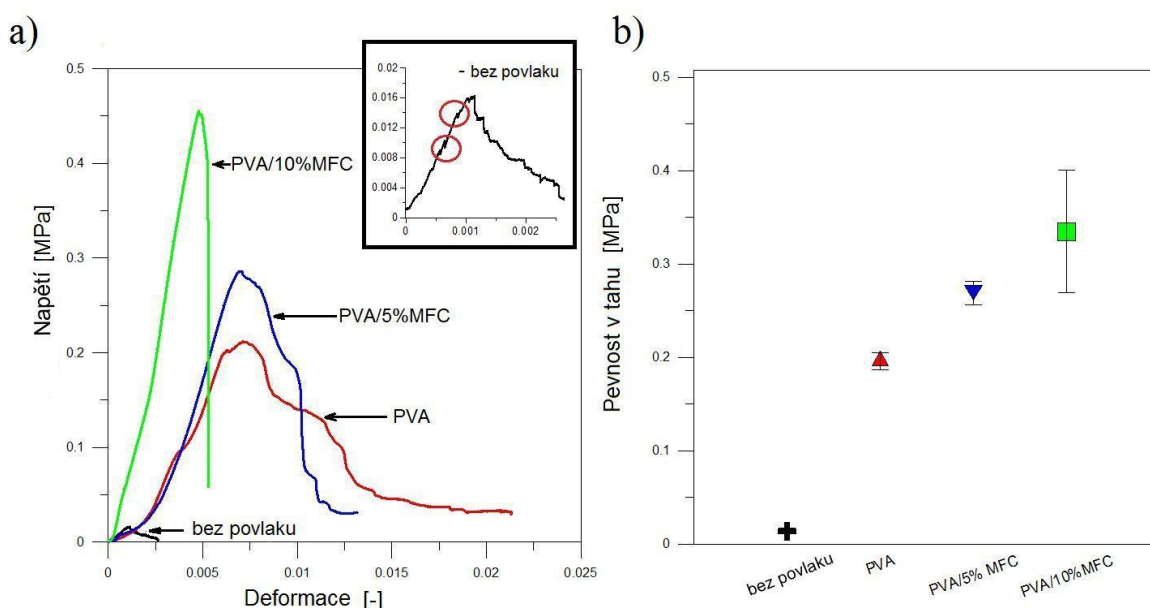 a)
b)
0.5
0.4
0.3
0.2
0.1
0
Napětí [MPa]
0
0.005
0.01
0.015
0.02
0.025
Deformace [-]
PVA/10%MFC
PVA/5%MFC
PVA
bez povlaku
- bez povlaku
0.02
0.016
0.012
0.008
0.004
0
0
0.001
0.002
0.5
0.4
0.3
0.2
0.1
0
Pevnost v tahu [MPa]
bez povlaku
PVA
PVA/5% MFC
PVA/10%MFC